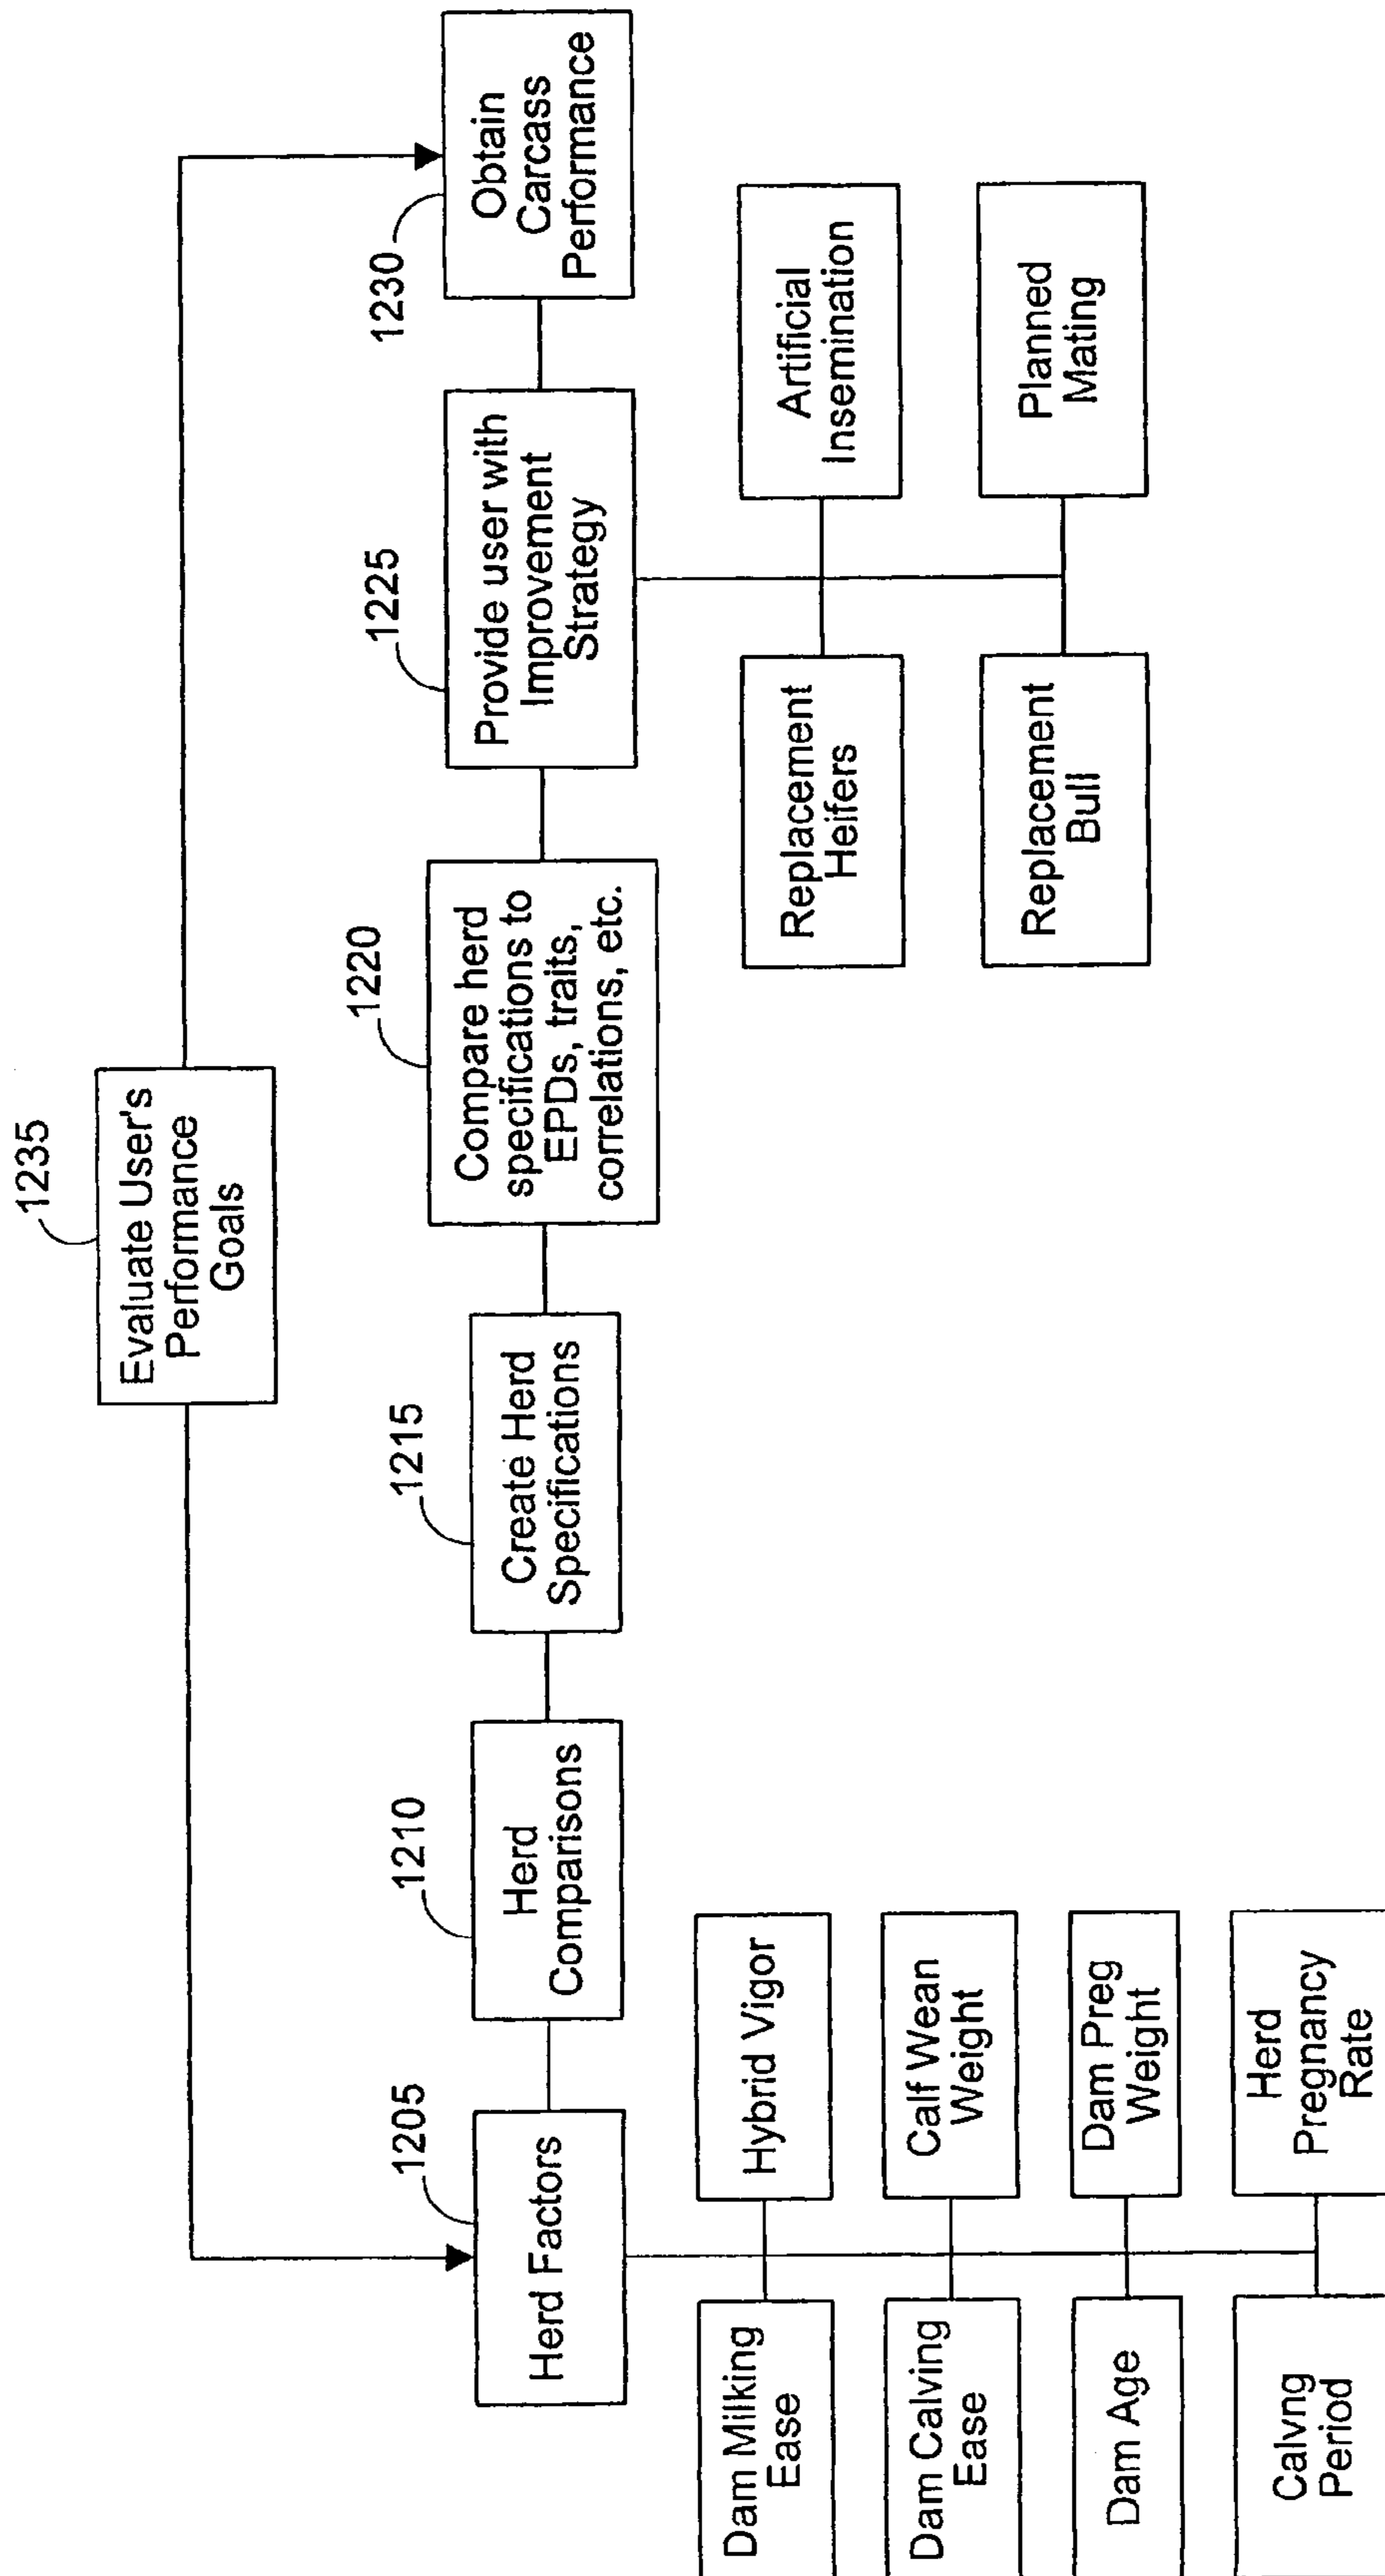 1235
Evaluate User's
Performance
Goals
1205
Herd Factors
1210
Herd
Comparisons
1215
Create Herd
Specifications
1220
Compare herd
specifications to
EPDs, traits,
correlations, etc.
1225
Provide user with
Improvement
Strategy
1230
Obtain
Carcass
Performance
Dam Milking
Ease
Hybrid Vigor
Dam Calving
Ease
Calf Wean
Weight
Dam Age
Dam Preg
Weight
Calvng
Period
Herd
Pregnancy
Rate
Replacement
Heifers
Artificial
Insemination
Replacement
Bull
Planned
Mating